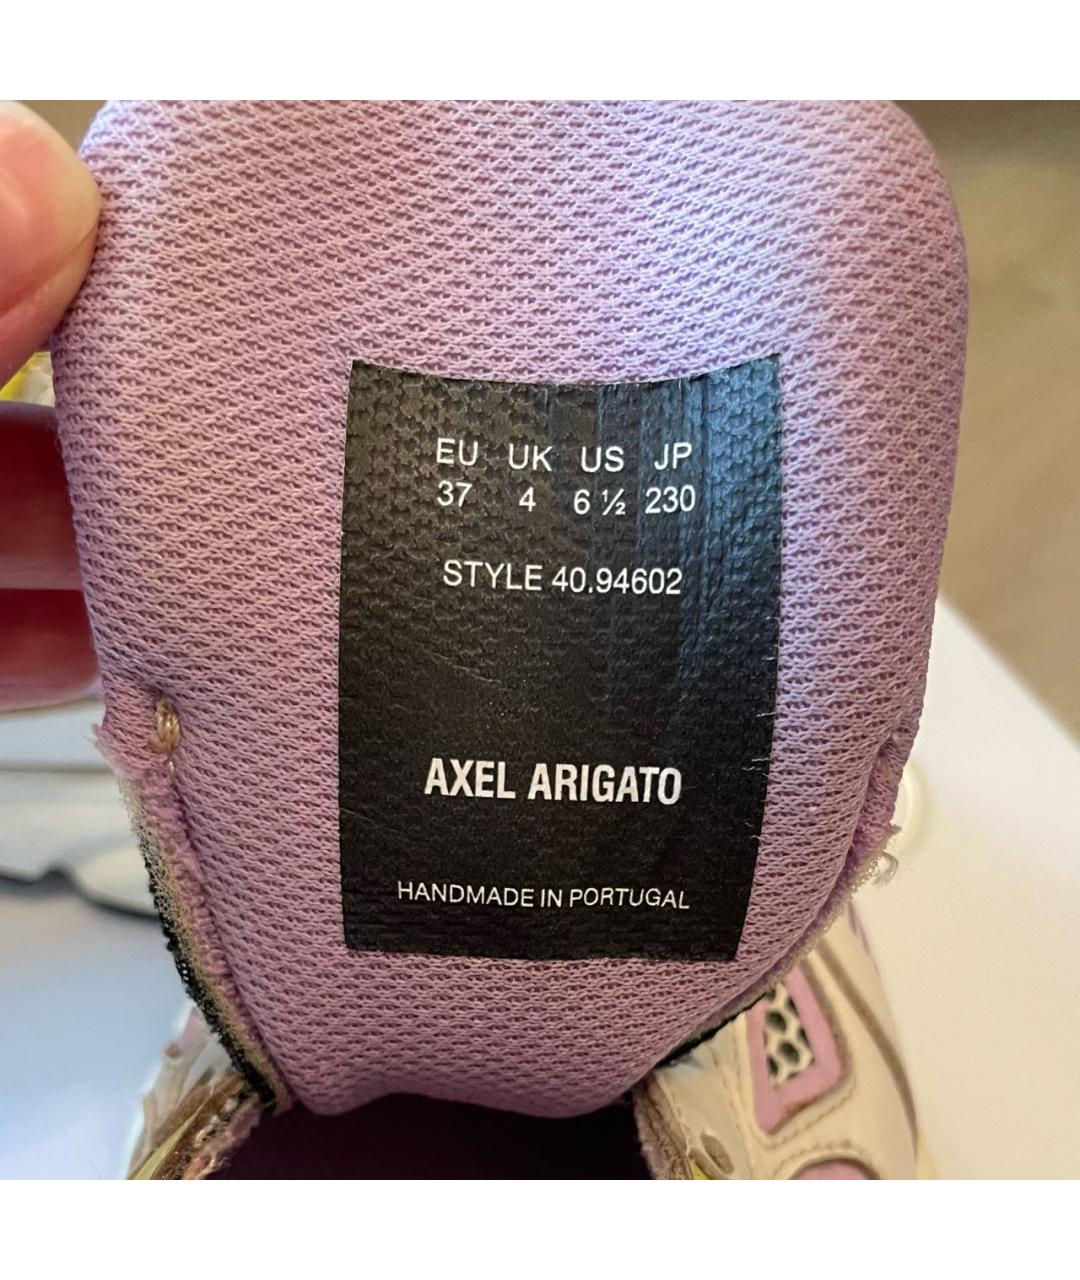 EU UK US JP
37 4 6 ½ 230
STYLE 40.94602
AXEL ARIGATO
HANDMADE IN PORTUGAL